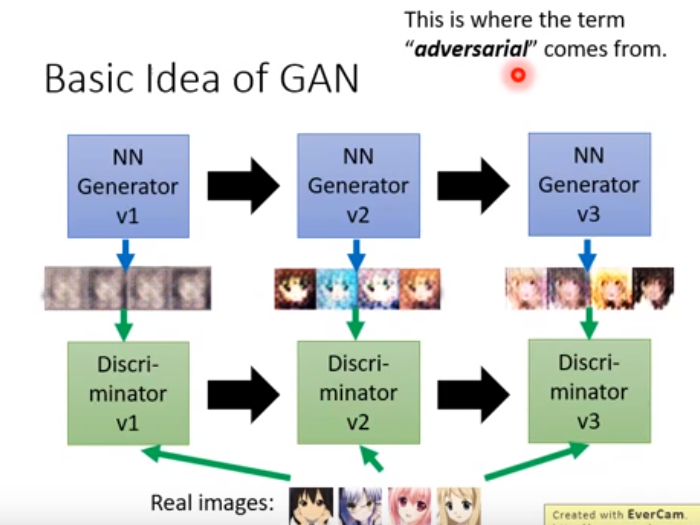 This is where the term
“adversarial” comes from.
Basic Idea of GAN
NN
Generator
v1
NN
Generator
v2
NN
Generator
v3
Discri-
minator
v1
Discri-
minator
v2
Discri-
minator
v3
Real images:
Created with EverCam.